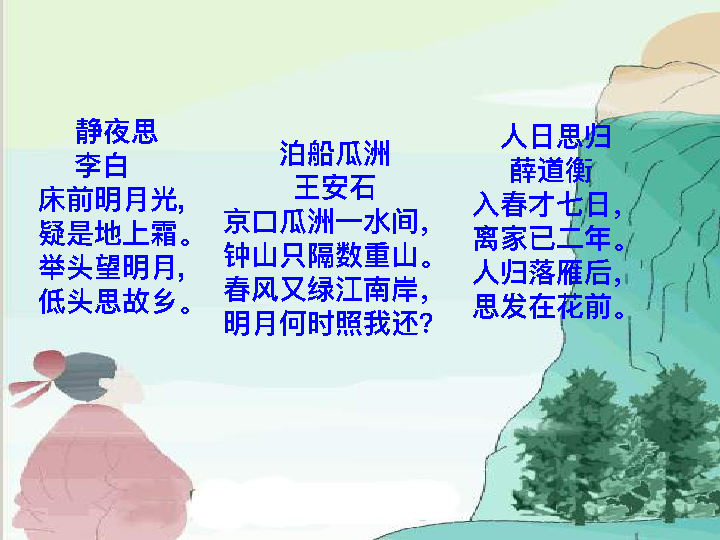 静夜思
李白
床前明月光,
疑是地上霜。
举头望明月,
低头思故乡。
泊船瓜洲
王安石
京口瓜洲一水间，
钟山只隔数重山。
春风又绿江南岸，
明月何时照我还?
人日思归
薛道衡
入春才七日，
离家已二年。
人归落雁后，
思发在花前。